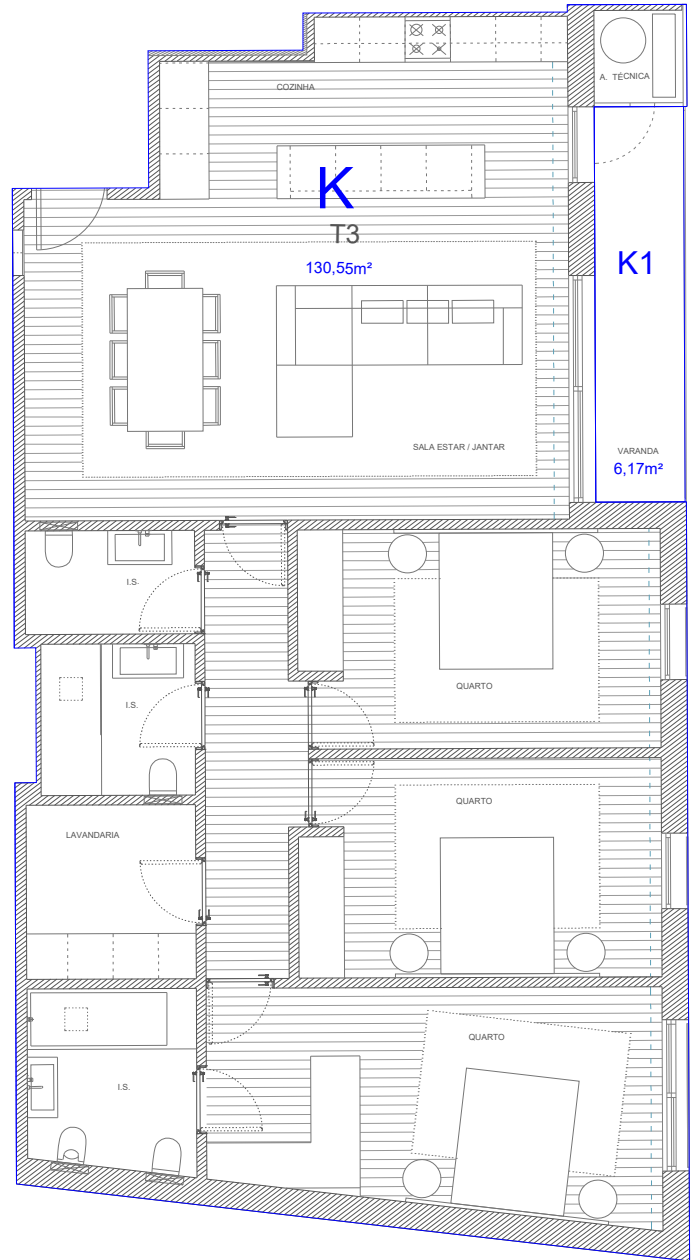 A. TÉCNICA
COZINHA
K
T3
130,55m²
K1
SALA ESTAR / JANTAR
VARANDA
6,17m²
I.S.
QUARTO
I.S.
QUARTO
LAVANDARIA
QUARTO
I.S.